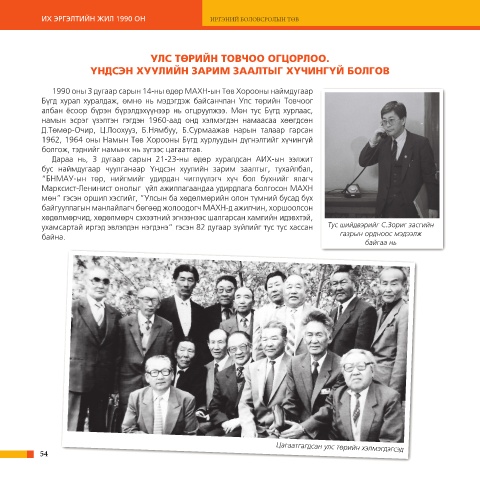 ИХ ЭРГЭЛТИЙН ЖИЛ 1990 ОН
ИРГЭНИЙ БОЛОВСРОЛЫН ТӨВ
УЛС ТӨРИЙН ТОВЧОО ОГЦОРЛОО.
ҮНДСЭН ХУУЛИЙН ЗАРИМ ЗААЛТЫГ ХҮЧИНГҮЙ БОЛГОВ
1990 оны 3 дугаар сарын 14-ны өдөр МАХН-ын Төв Хорооны наймдугаар
Бүгд хурал хуралдаж, өмнө нь мэдэгдэж байсанчлан Улс төрийн Товчоог
албан ёсоор бүрэн бүрэлдэхүүнээр нь огцруулжээ. Мөн тус Бүгд хурлаас,
намын эсрэг үзэлтэн гэгдэн 1960-аад онд хэлмэгдэн намаасаа хөөгдсөн
Д.Төмөр-Очир, Ц.Лоохууз, Б.Нямбуу, Б.Сурмаажав нарын талаар гарсан
1962, 1964 оны Намын Төв Хорооны Бүгд хурлуудын дүгнэлтийг хүчингүй
болгож, тэднийг намынх нь зүгээс цагаатгав.
Дараа нь, 3 дугаар сарын 21-23-ны өдөр хуралдсан АИХ-ын ээлжит
бус наймдугаар чуулганаар Үндсэн хуулийн зарим заалтыг, тухайлбал,
"БНМАУ-ын төр, нийгмийг удирдан чиглүүлэгч хүч бол бүхнийг ялагч
Марксист-Ленинист онолыг үйл ажиллагаандаа удирдлага болгосон МАХН
мөн" гэсэн оршил хэсгийг, "Улсын ба хөдөлмөрийн олон түмний бусад бүх
байгууллагын манлайлагч бөгөөд жолоодогч МАХН-д ажилчин, хоршоолсон
хөдөлмөрчид, хөдөлмөрч сэхээтний эгнээнээс шалгарсан хамгийн идэвхтэй,
ухамсартай иргэд эвлэлдэн нэгдэнэ" гэсэн 82 дугаар зүйлийг тус тус хассан
байна.
Тус шийдвэрийг С.Зориг засгийн
газрын ордноос мэдээлж
байгаа нь
Цагаатгагдсан улс төрийн хэлмэгдэгсэд
54